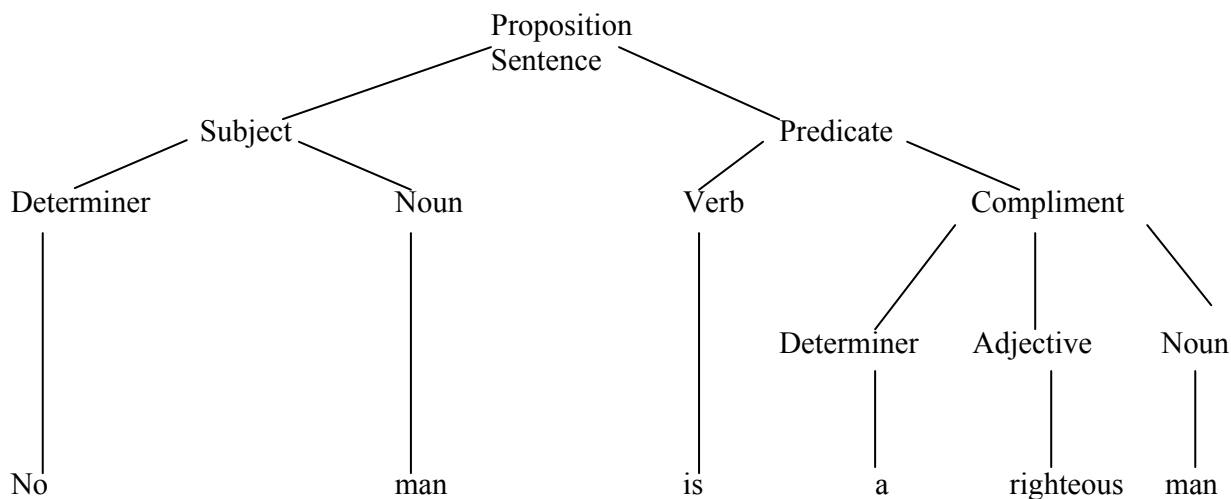 Proposition
Sentence
Subject Predicate
Determiner Noun Verb Compliment
Determiner Adjective Noun
No man is a righteous man